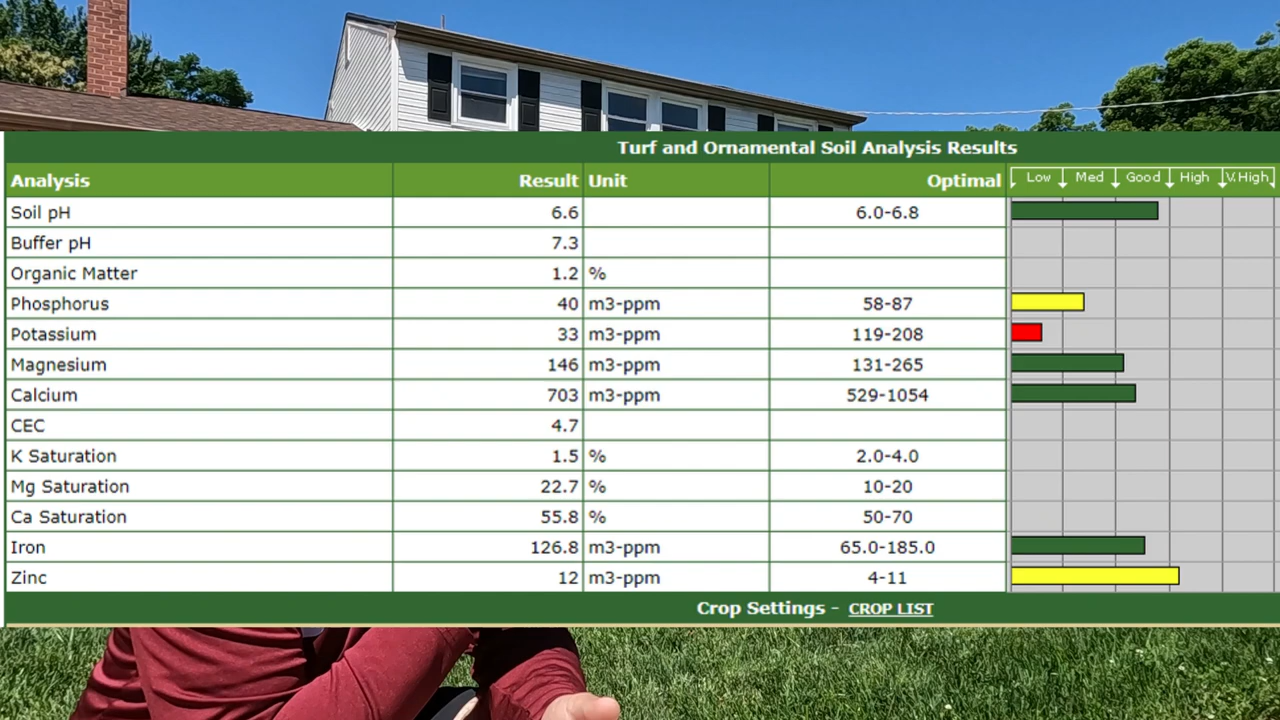 Turf and Ornamental Soil Analysis Results
Analysis Result Unit Optimal Low Med Good High V.High
Soil pH 6.6 6.0-6.8
Buffer pH 7.3
Organic Matter 1.2 %
Phosphorus 40 m3-ppm 58-87
Potassium 33 m3-ppm 119-208
Magnesium 146 m3-ppm 131-265
Calcium 703 m3-ppm 529-1054
CEC 4.7
K Saturation 1.5 % 2.0-4.0
Mg Saturation 22.7 % 10-20
Ca Saturation 55.8 % 50-70
Iron 126.8 m3-ppm 65.0-185.0
Zinc 12 m3-ppm 4-11
Crop Settings - CROP LIST